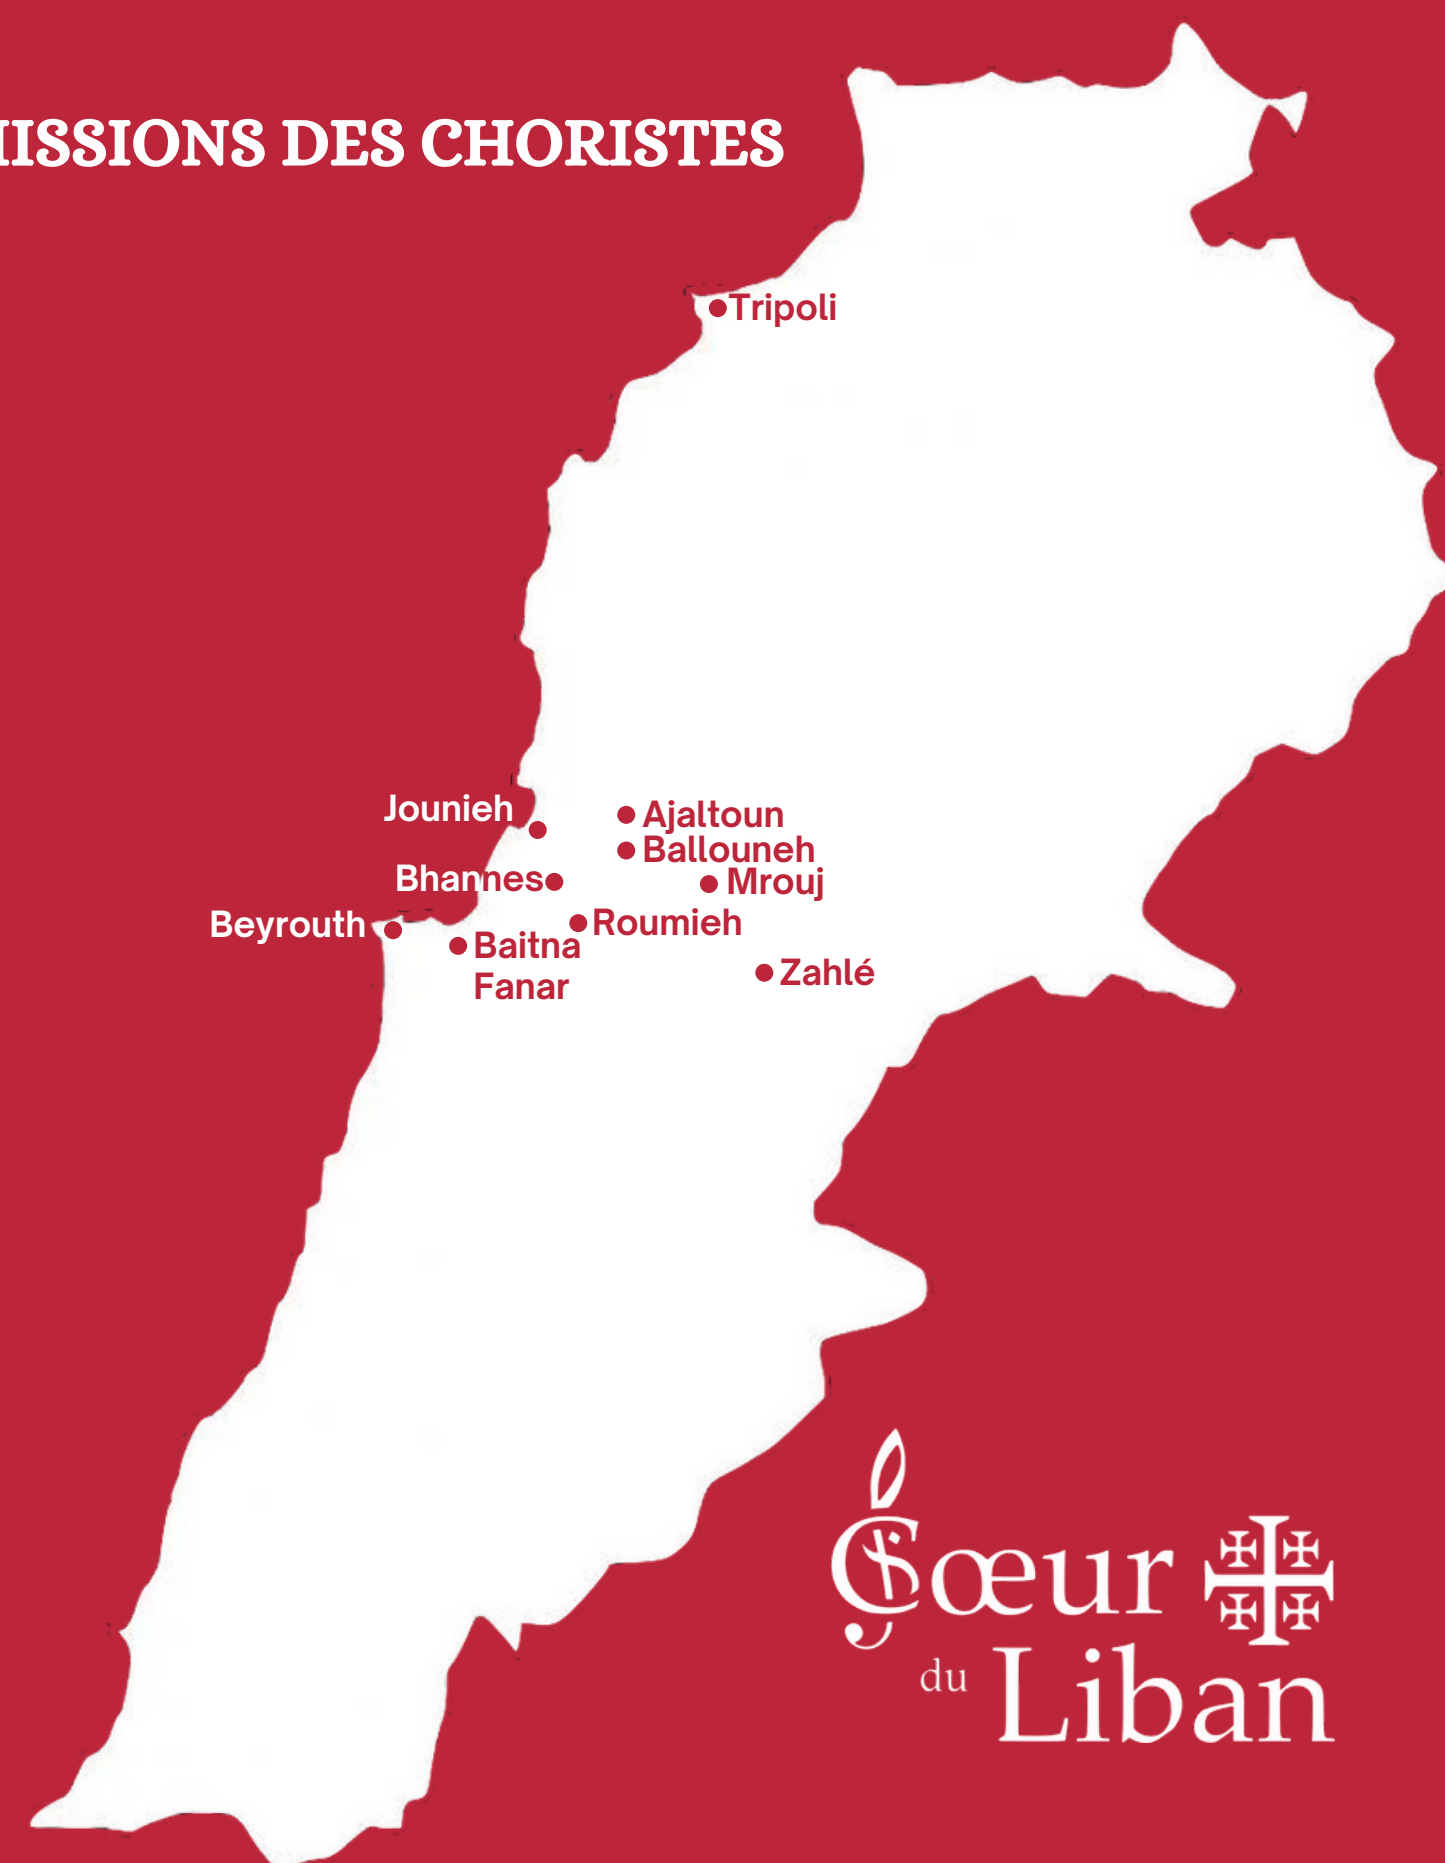 ISSIONS DES CHORISTES
Tripoli
Jounieh
Ajaltoun
Ballouneh
Bhannes
Mrouj
Beyrouth
Roumieh
Baitna
Fanar
Zahlé
Cœur
du Liban